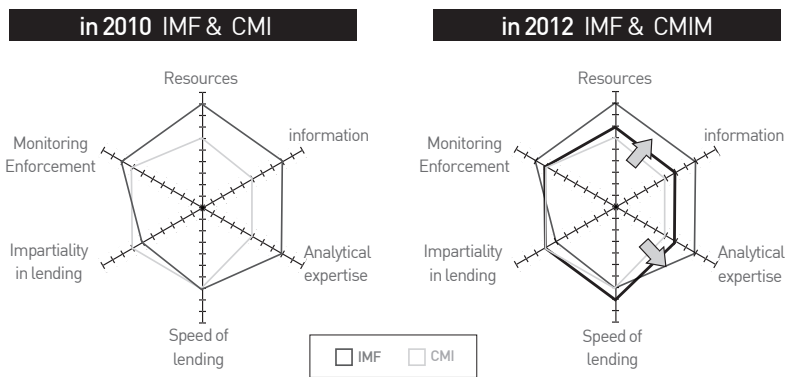 in 2010 IMF & CMI
Resources
information
Monitoring
Enforcement
Impartiality
in lending
Analytical
expertise
Speed of
lending
in 2012 IMF & CMIM
Resources
information
Monitoring
Enforcement
Impartiality
in lending
Analytical
expertise
Speed of
lending
IMF CMI